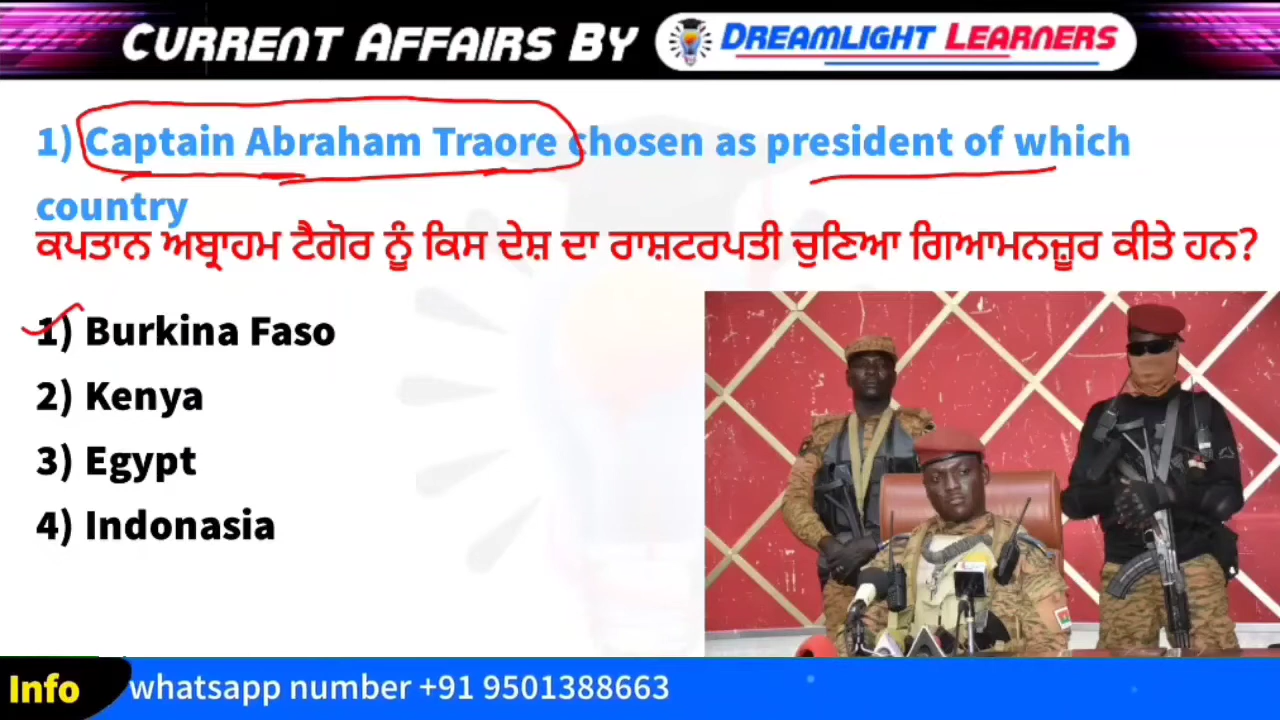 CURRENT AFFAIRS BY DREAMLIGHT LEARNERS
1) Captain Abraham Traore chosen as president of which
country
ਕਪਤਾਨ ਅਬ੍ਰਾਹਮ ਟੈਗੋਰ ਨੂੰ ਕਿਸ ਦੇਸ਼ ਦਾ ਰਾਸ਼ਟਰਪਤੀ ਚੁਣਿਆ ਗਿਆਮਨਜ਼ੂਰ ਕੀਤੇ ਹਨ?
1) Burkina Faso
2) Kenya
3) Egypt
4) Indonasia
Info whatsapp number +91 9501388663